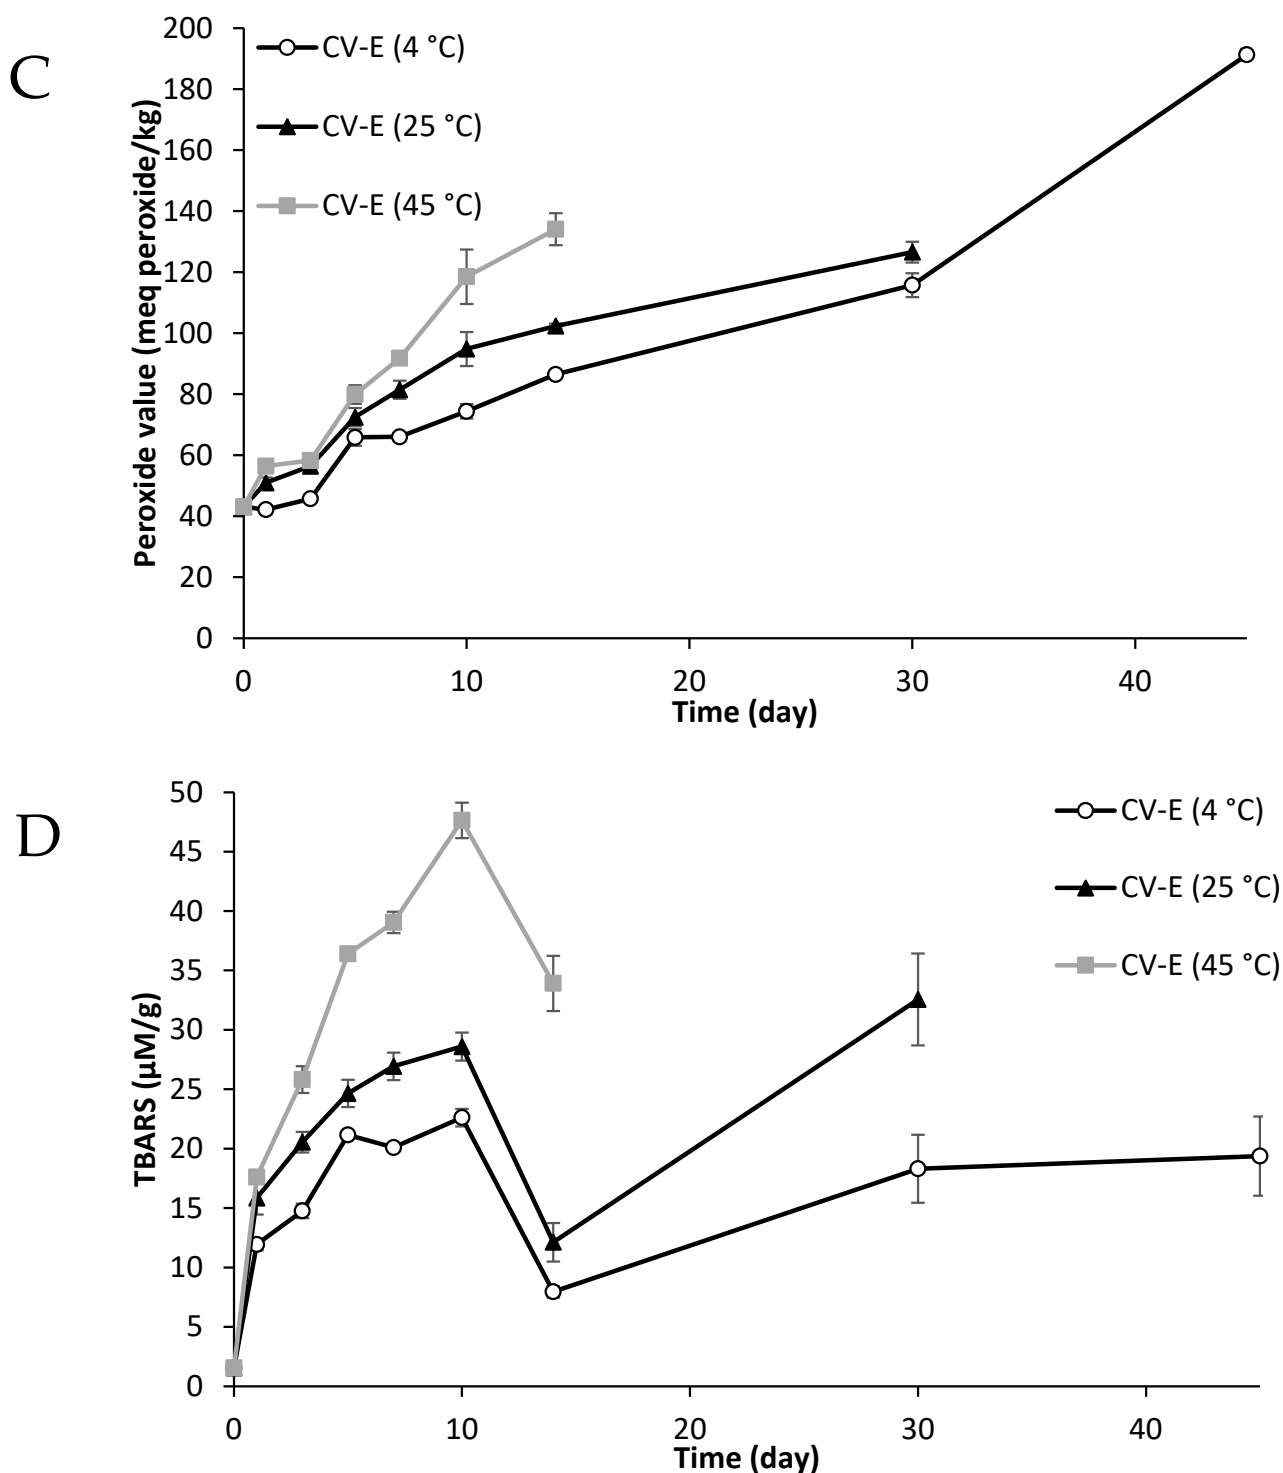 C
Peroxide value (meq peroxide/kg)
200
180
160
140
120
100
80
60
40
20
0
CV-E (4 °C)
CV-E (25 °C)
CV-E (45 °C)
0 10 20 30 40
Time (day)
D
TBARS (µM/g)
50
45
40
35
30
25
20
15
10
5
0
CV-E (4 °C)
CV-E (25 °C)
CV-E (45 °C)
0 10 20 30 40
Time (day)